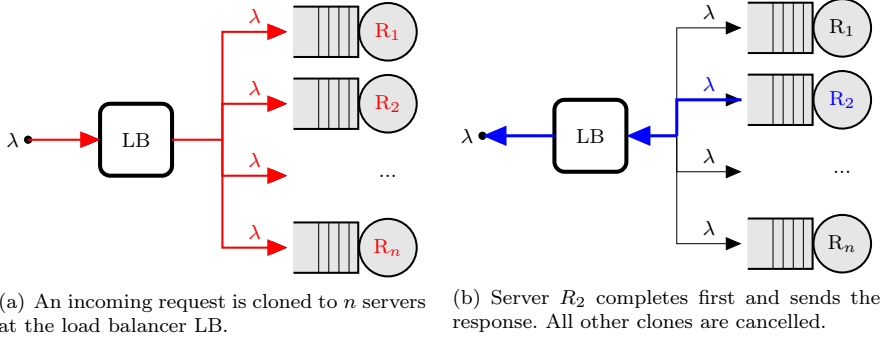 λ
LB
λ
R1
λ
R2
λ
...
λ
Rn
(a) An incoming request is cloned to n servers
at the load balancer LB.
λ
LB
λ
R1
λ
R2
λ
...
λ
Rn
(b) Server R2 completes first and sends the
response. All other clones are cancelled.